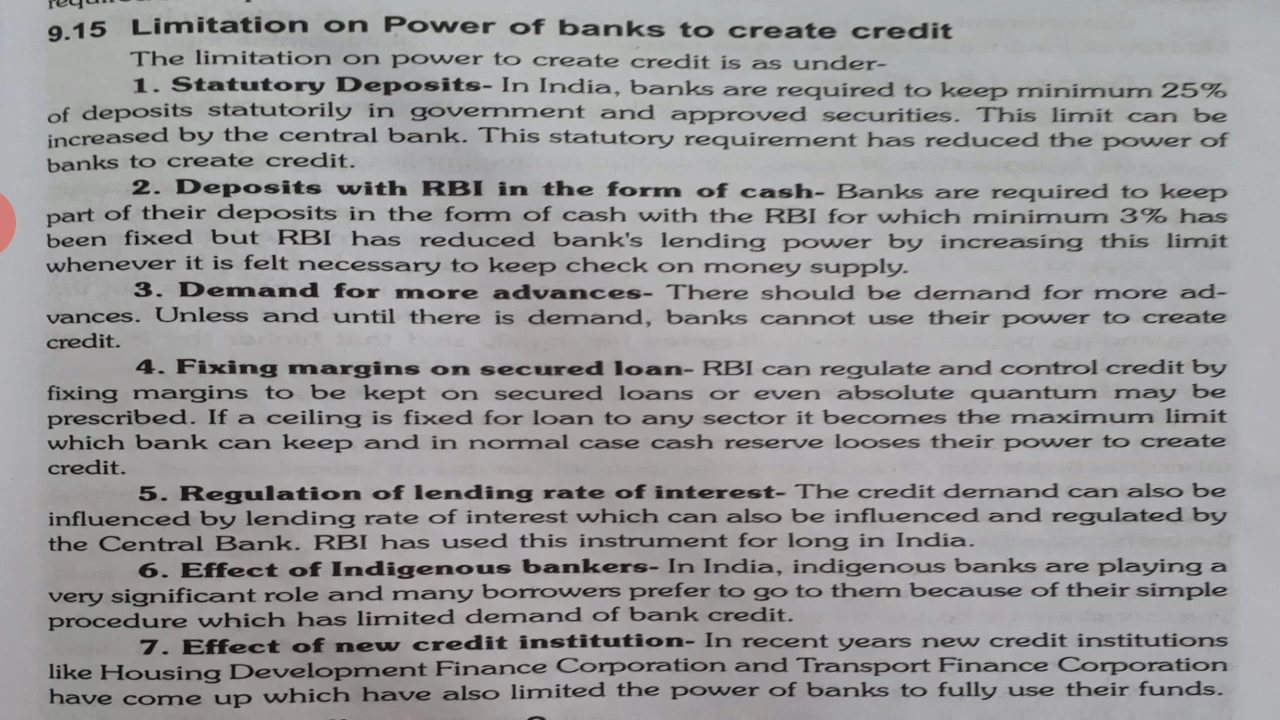 9.15 Limitation on Power of banks to create credit
The limitation on power to create credit is as under-
1. Statutory Deposits- In India, banks are required to keep minimum 25%
of deposits statutorily in government and approved securities. This limit can be
increased by the central bank. This statutory requirement has reduced the power of
banks to create credit.
2. Deposits with RBI in the form of cash- Banks are required to keep
part of their deposits in the form of cash with the RBI for which minimum 3% has
been fixed but RBI has reduced bank's lending power by increasing this limit
whenever it is felt necessary to keep check on money supply.
3. Demand for more advances- There should be demand for more ad-
vances. Unless and until there is demand, banks cannot use their power to create
credit.
4. Fixing margins on secured loan- RBI can regulate and control credit by
fixing margins to be kept on secured loans or even absolute quantum may be
prescribed. If a ceiling is fixed for loan to any sector it becomes the maximum limit
which bank can keep and in normal case cash reserve looses their power to create
credit.
5. Regulation of lending rate of interest- The credit demand can also be
influenced by lending rate of interest which can also be influenced and regulated by
the Central Bank. RBI has used this instrument for long in India.
6. Effect of Indigenous bankers- In India, indigenous banks are playing a
very significant role and many borrowers prefer to go to them because of their simple
procedure which has limited demand of bank credit.
7. Effect of new credit institution- In recent years new credit institutions
like Housing Development Finance Corporation and Transport Finance Corporation
have come up which have also limited the power of banks to fully use their funds.